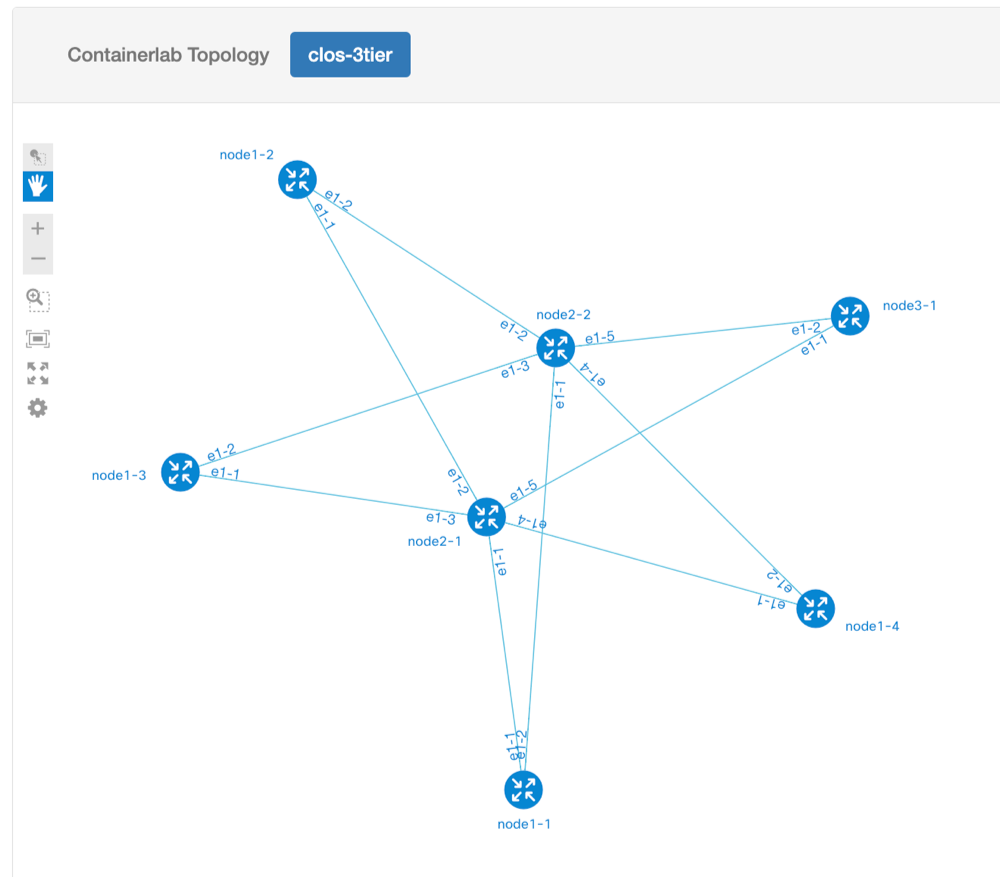 Containerlab Topology
clos-3tier
node1-2
e1-2
e1-1
node2-2
e1-2
e1-5
e1-3
e1-1
e1-4
node3-1
e1-2
e1-1
node1-3
e1-2
e1-1
e1-2
e1-5
e1-3
e1-4
node2-1
e1-1
e1-2
e1-1
node1-4
e1-1
e1-2
node1-1